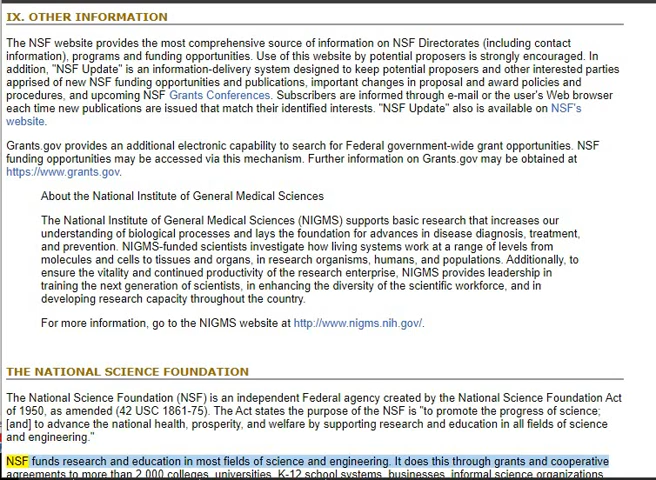 IX. OTHER INFORMATION
The NSF website provides the most comprehensive source of information on NSF Directorates (including contact
information), programs and funding opportunities. Use of this website by potential proposers is strongly encouraged. In
addition, "NSF Update" is an information-delivery system designed to keep potential proposers and other interested parties
apprised of new NSF funding opportunities and publications, important changes in proposal and award policies and
procedures, and upcoming NSF Grants Conferences. Subscribers are informed through e-mail or the user's Web browser
each time new publications are issued that match their identified interests. "NSF Update" also is available on NSF's
website.
Grants.gov provides an additional electronic capability to search for Federal government-wide grant opportunities. NSF
funding opportunities may be accessed via this mechanism. Further information on Grants.gov may be obtained at
https://www.grants.gov.
About the National Institute of General Medical Sciences
The National Institute of General Medical Sciences (NIGMS) supports basic research that increases our
understanding of biological processes and lays the foundation for advances in disease diagnosis, treatment,
and prevention. NIGMS-funded scientists investigate how living systems work at a range of levels from
molecules and cells to tissues and organs, in research organisms, humans, and populations. Additionally, to
ensure the vitality and continued productivity of the research enterprise, NIGMS provides leadership in
training the next generation of scientists, in enhancing the diversity of the scientific workforce, and in
developing research capacity throughout the country.
For more information, go to the NIGMS website at http://www.nigms.nih.gov/.
THE NATIONAL SCIENCE FOUNDATION
The National Science Foundation (NSF) is an independent Federal agency created by the National Science Foundation Act
of 1950, as amended (42 USC 1861-75). The Act states the purpose of the NSF is "to promote the progress of science;
[and] to advance the national health, prosperity, and welfare by supporting research and education in all fields of science
and engineering."
NSF funds research and education in most fields of science and engineering. It does this through grants and cooperative
agreements to more than 2,000 colleges, universities, K-12 school systems, businesses, informal science organizations